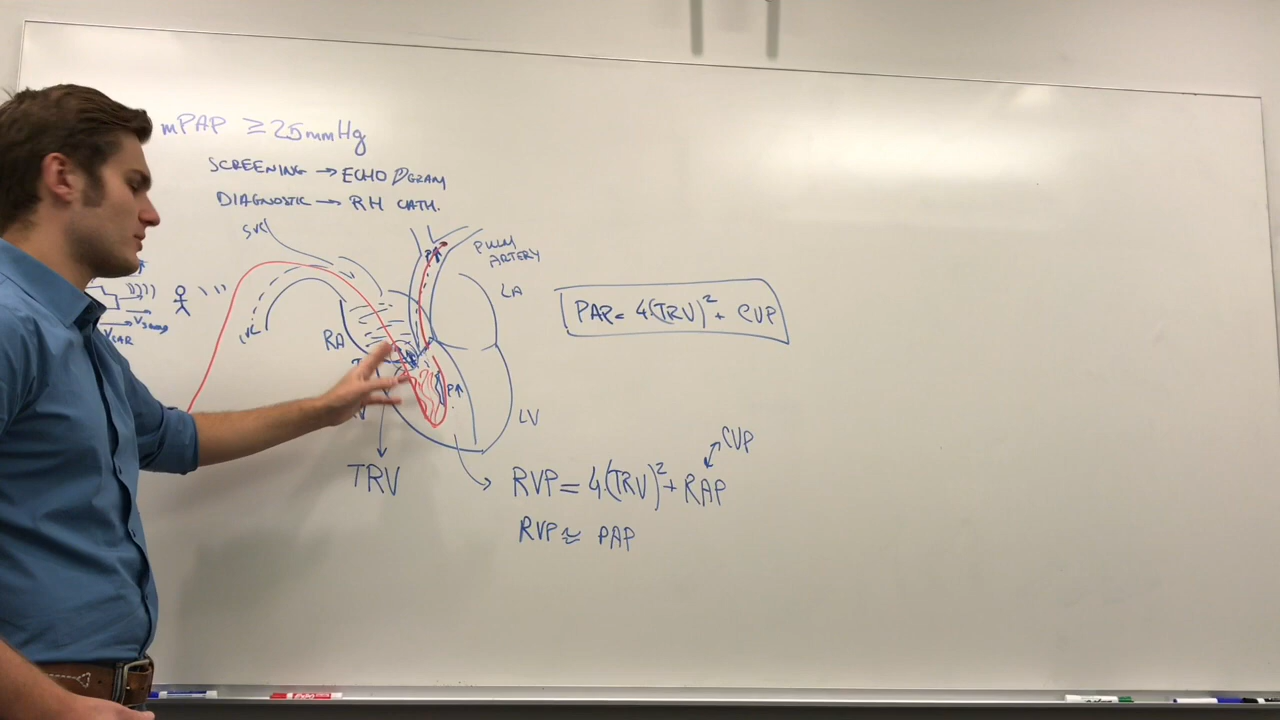 mPAP ≥ 25mmHg
SCREENING → ECHO DGRAM
DIAGNOSTIC → RH CATH.
SVC
PULM
ARTERY
LA
IVC
RA
P↑
LV
TRV
PAP = 4(TRV)² + CVP
CVP
RVP = 4.(TRV)² + RAP
RVP ≈ PAP